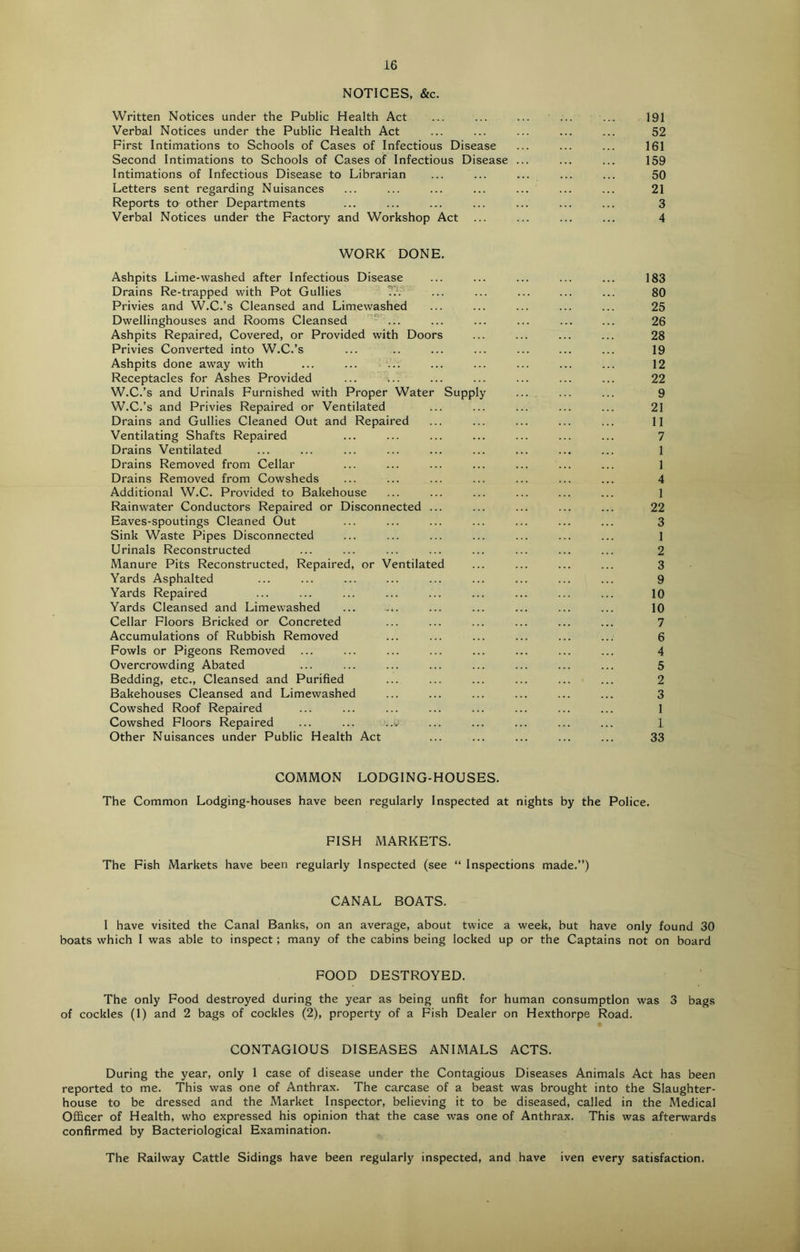 16
NOTICES, &c.
Written Notices under the Public Health Act ... ... ... ... ... 191
Verbal Notices under the Public Health Act ... ... ... ... ... 52
First Intimations to Schools of Cases of Infectious Disease ... ... ... 161
Second Intimations to Schools of Cases of Infectious Disease ... ... ... 159
Intimations of Infectious Disease to Librarian ... ... ... ... ... 50
Letters sent regarding Nuisances ... ... ... ... ... ... ... 21
Reports to other Departments ... ... ... ... ... ... ... 3
Verbal Notices under the Factory and Workshop Act ... ... ... ... 4
WORK DONE.
Ashpits Lime-washed after Infectious Disease ... ... ... ... ... 183
Drains Re-trapped with Pot Gullies ... ... ... ... ... ... 80
Privies and W.C.'s Cleansed and Limewashed ... ... ... ... ... 25
Dwellinghouses and Rooms Cleansed ... ... ... ... ... ... 26
Ashpits Repaired, Covered, or Provided with Doors ... ... ... ... 28
Privies Converted into W.C.'s ... .. ... ... ... ... ... 19
Ashpits done away with ... ... ... ... ... ... ... ... 12
Receptacles for Ashes Provided ... ... ... ... ... ... ... 22
W.C.'s and Urinals Furnished with Proper Water Supply ... ... ... 9
W.C.'s and Privies Repaired or Ventilated ... ... ... ... ... 21
Drains and Gullies Cleaned Out and Repaired ... ... ... ... ... 11
Ventilating Shafts Repaired ... ... ... ... ... ... ... 7
Drains Ventilated ... ... ... ... ... ... ... ... ... 1
Drains Removed from Cellar ... ... ... ... ... ... ... 1
Drains Removed from Cowsheds ... ... ... ... ... ... ... 4
Additional W.C. Provided to Bakehouse ... ... ... ... ... ... 1
Rainwater Conductors Repaired or Disconnected ... ... ... ... ... 22
Eaves-spoutings Cleaned Out ... ... ... ... ... ... ... 3
Sink Waste Pipes Disconnected ... ... ... ... ... ... ... 1
Urinals Reconstructed ... ... ... ... ... ... ... ... 2
Manure Pits Reconstructed, Repaired, or Ventilated ... ... ... ... 3
Yards Asphalted ... ... ... ... ... ... ... ... ... 9
Yards Repaired ... ... ... ... ... ... ... ... ... 10
Yards Cleansed and Limewashed ... ... ... ... ... ... ... 10
Cellar Floors Bricked or Concreted ... ... ... ... ... ... 7
Accumulations of Rubbish Removed ... ... ... ... ... ... 6
Fowls or Pigeons Removed ... ... ... ... ... ... ... ... 4
Overcrowding Abated ... ... ... ... ... ... ... ... 5
Bedding, etc., Cleansed and Purified ... ... ... ... ... ... 2
Bakehouses Cleansed and Limewashed ... ... ... ... ... ... 3
Cowshed Roof Repaired ... ... ... ... ... ... ... ... 1
Cowshed Floors Repaired ... ... ... ... ... ... ... ... 1
Other Nuisances under Public Health Act ... ... ... ... ... 33
COMMON LODGING-HOUSES.
The Common Lodging-houses have been regularly Inspected at nights by the Police.
FISH MARKETS.
The Fish Markets have been regularly Inspected (see “ Inspections made.”)
CANAL BOATS.
I have visited the Canal Banks, on an average, about twice a week, but have only found 30
boats which I was able to inspect ; many of the cabins being locked up or the Captains not on board
FOOD DESTROYED.
The only Food destroyed during the year as being unfit for human consumption was 3 bags
of cockles (1) and 2 bags of cockles (2), property of a Fish Dealer on Hexthorpe Road.
CONTAGIOUS DISEASES ANIMALS ACTS.
During the year, only 1 case of disease under the Contagious Diseases Animals Act has been
reported to me. This was one of Anthrax. The carcase of a beast was brought into the Slaughter-
house to be dressed and the Market Inspector, believing it to be diseased, called in the Medical
Officer of Health, who expressed his opinion that the case was one of Anthrax. This was afterwards
confirmed by Bacteriological Examination.
The Railway Cattle Sidings have been regularly inspected, and have iven every satisfaction.